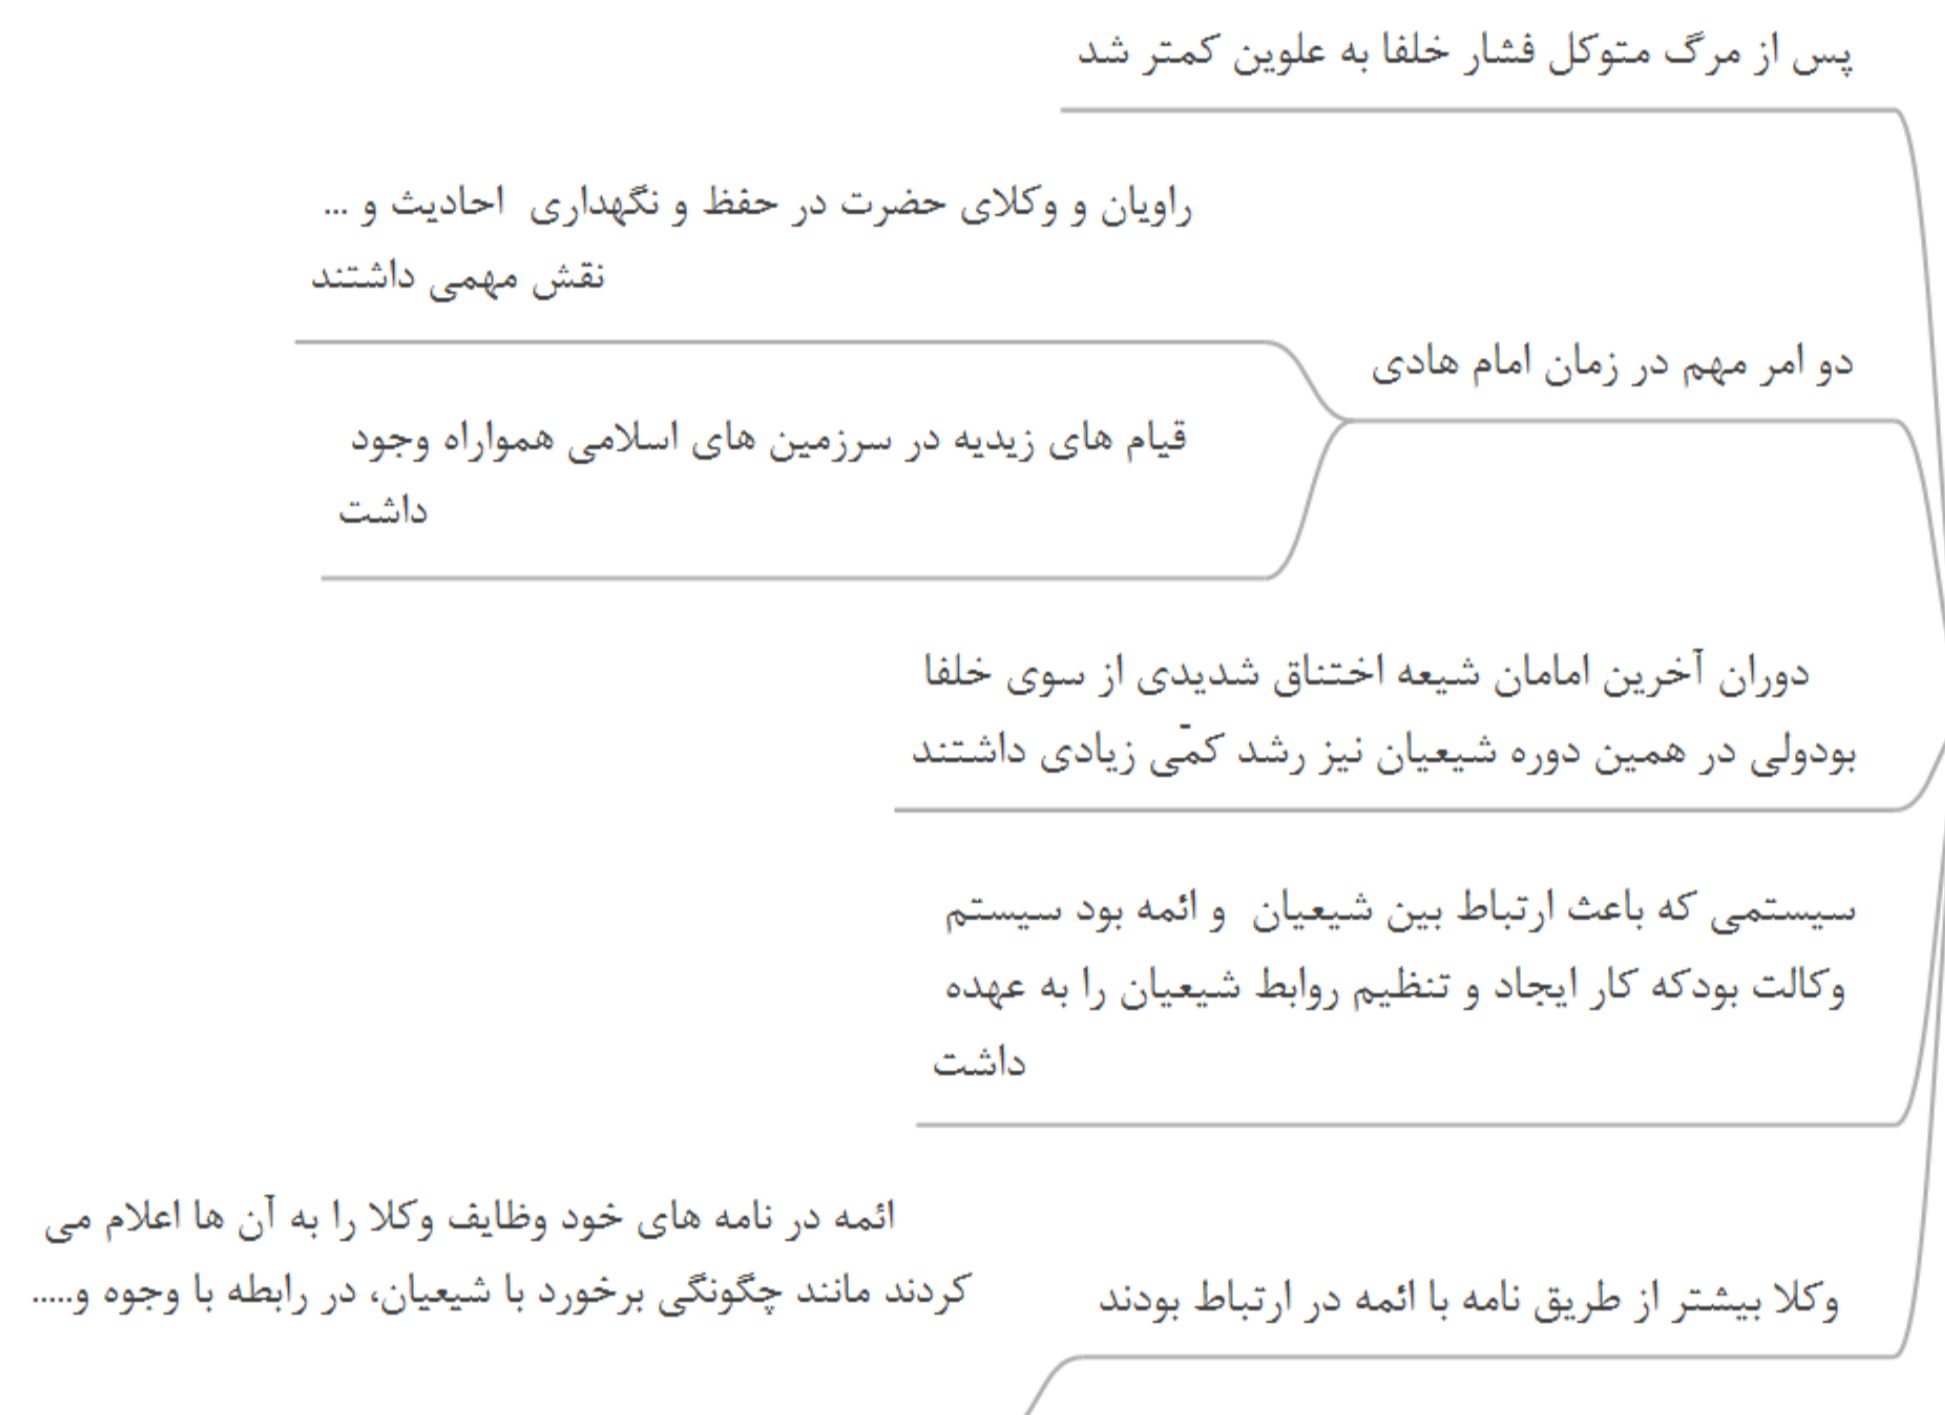 پس از مرگ متوکل فشار خلفا به علوین کمتر شد
دو امر مهم در زمان امام هادی
راویان و وکلای حضرت در حفظ و نگهداری احادیث و ...
نقش مهمی داشتند
قیام های زیدیه در سرزمین های اسلامی همواراه وجود
داشت
دوران آخرین امامان شیعه اختناق شدیدی از سوی خلفا
بودولی در همین دوره شیعیان نیز رشد کمّی زیادی داشتند
سیستمی که باعث ارتباط بین شیعیان و ائمه بود سیستم
وکالت بودکه کار ایجاد و تنظیم روابط شیعیان را به عهده
داشت
وکلا بیشتر از طریق نامه با ائمه در ارتباط بودند
ائمه در نامه های خود وظایف وکلا را به آن ها اعلام می
کردند مانند چگونگی برخورد با شیعیان، در رابطه با وجوه و.....